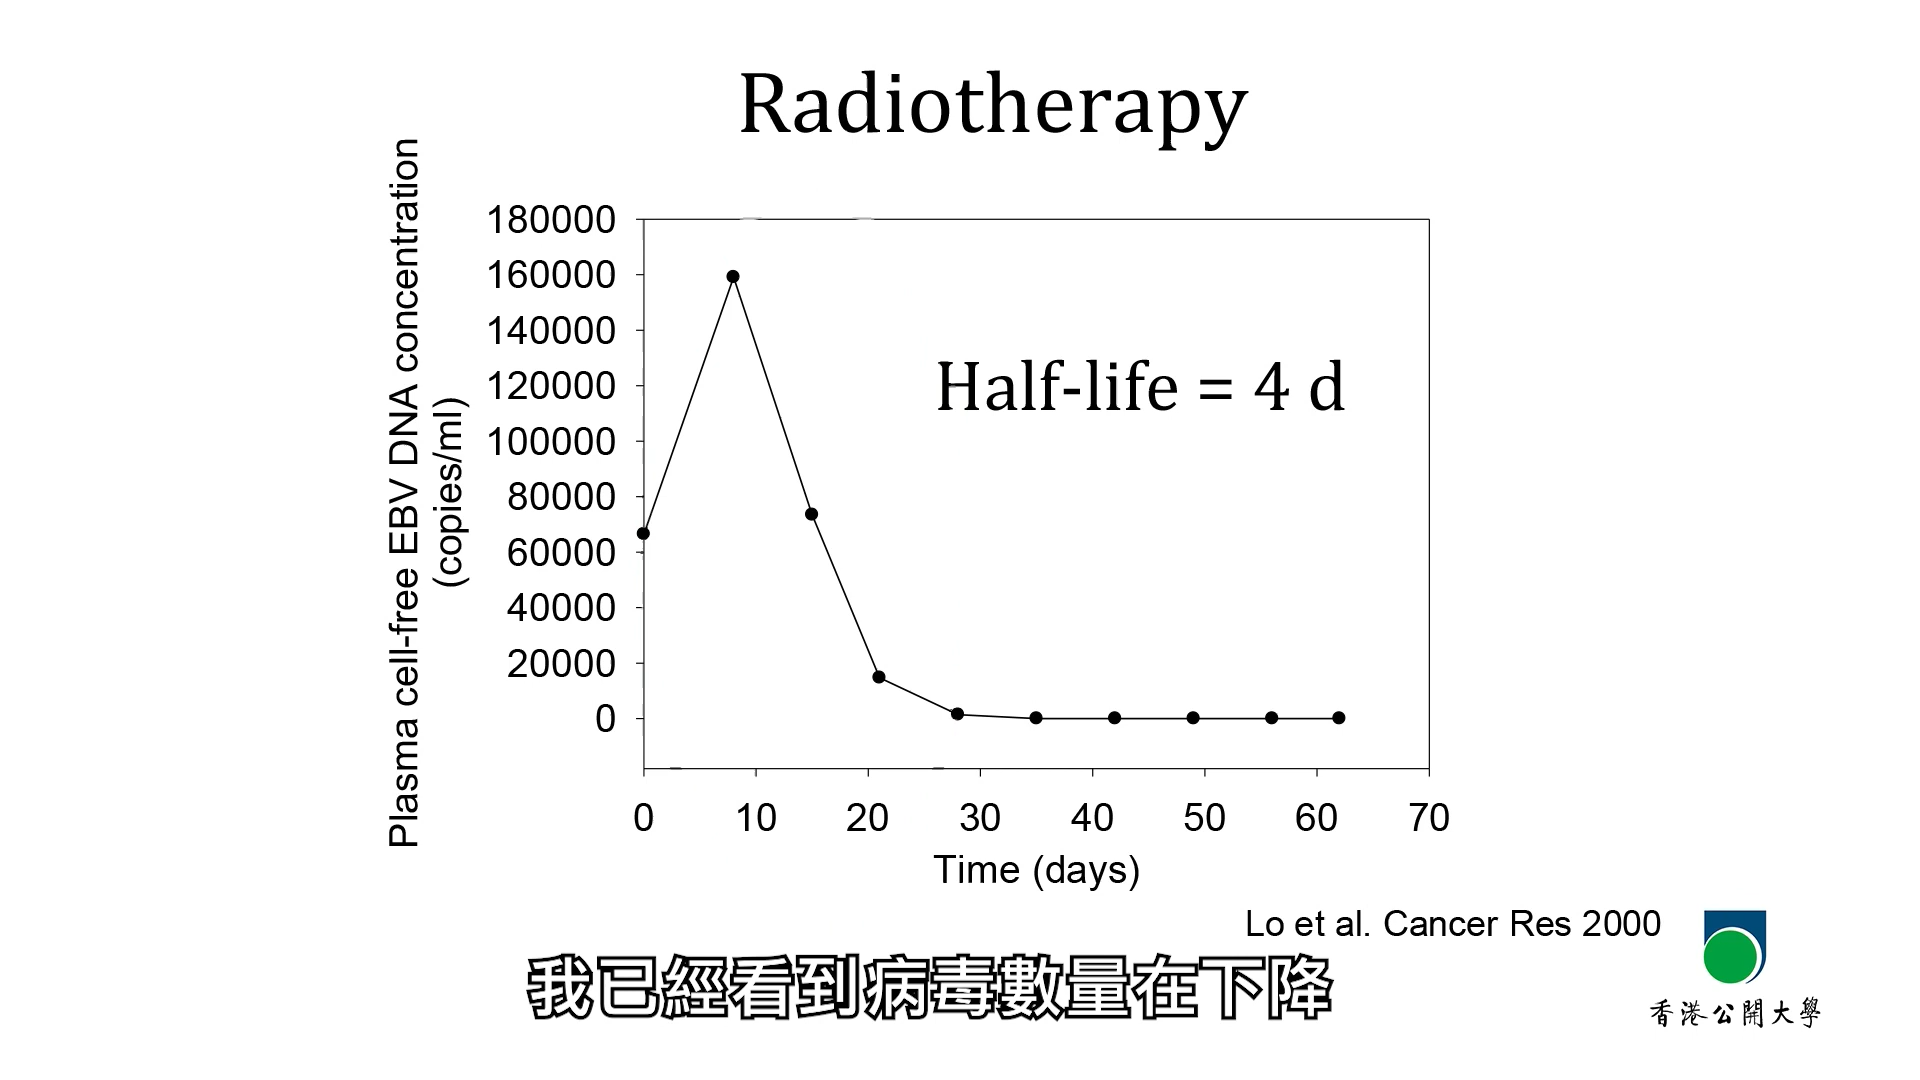 Radiotherapy
Plasma cell-free EBV DNA concentration
(copies/ml)
180000
160000
140000
120000
100000
80000
60000
40000
20000
0
Half-life = 4 d
0 10 20 30 40 50 60 70
Time (days)
Lo et al. Cancer Res 2000
我已經看到病毒數量在下降
香港公開大學